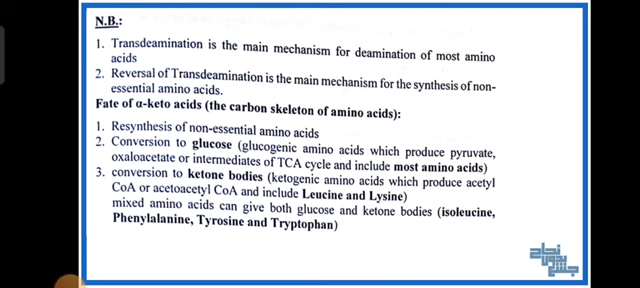 N.B.:
1. Transdeamination is the main mechanism for deamination of most amino
acids
2. Reversal of Transdeamination is the main mechanism for the synthesis of non-
essential amino acids.
Fate of α-keto acids (the carbon skeleton of amino acids):
1. Resynthesis of non-essential amino acids
2. Conversion to glucose (glucogenic amino acids which produce pyruvate,
oxaloacetate or intermediates of TCA cycle and include most amino acids)
3. conversion to ketone bodies (ketogenic amino acids which produce acetyl
CoA or acetoacetyl CoA and include Leucine and Lysine)
mixed amino acids can give both glucose and ketone bodies (isoleucine,
Phenylalanine, Tyrosine and Tryptophan)
نجاح
بدون
جشع